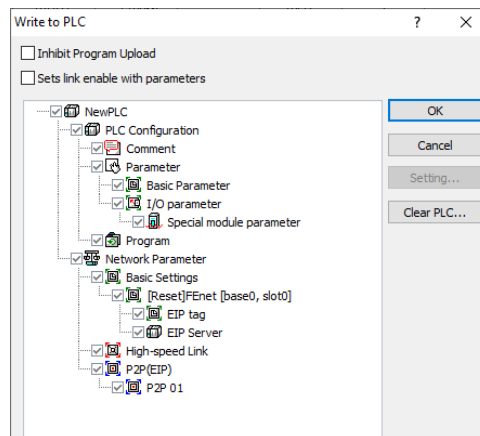 Write to PLC
?
Inhibit Program Upload
Sets link enable with parameters
NewPLC
PLC Configuration
Comment
Parameter
Basic Parameter
I/O parameter
Special module parameter
Program
Network Parameter
Basic Settings
[Reset]FEnet [base0, slot0]
EIP tag
EIP Server
High-speed Link
P2P(EIP)
P2P 01
OK
Cancel
Setting...
Clear PLC...